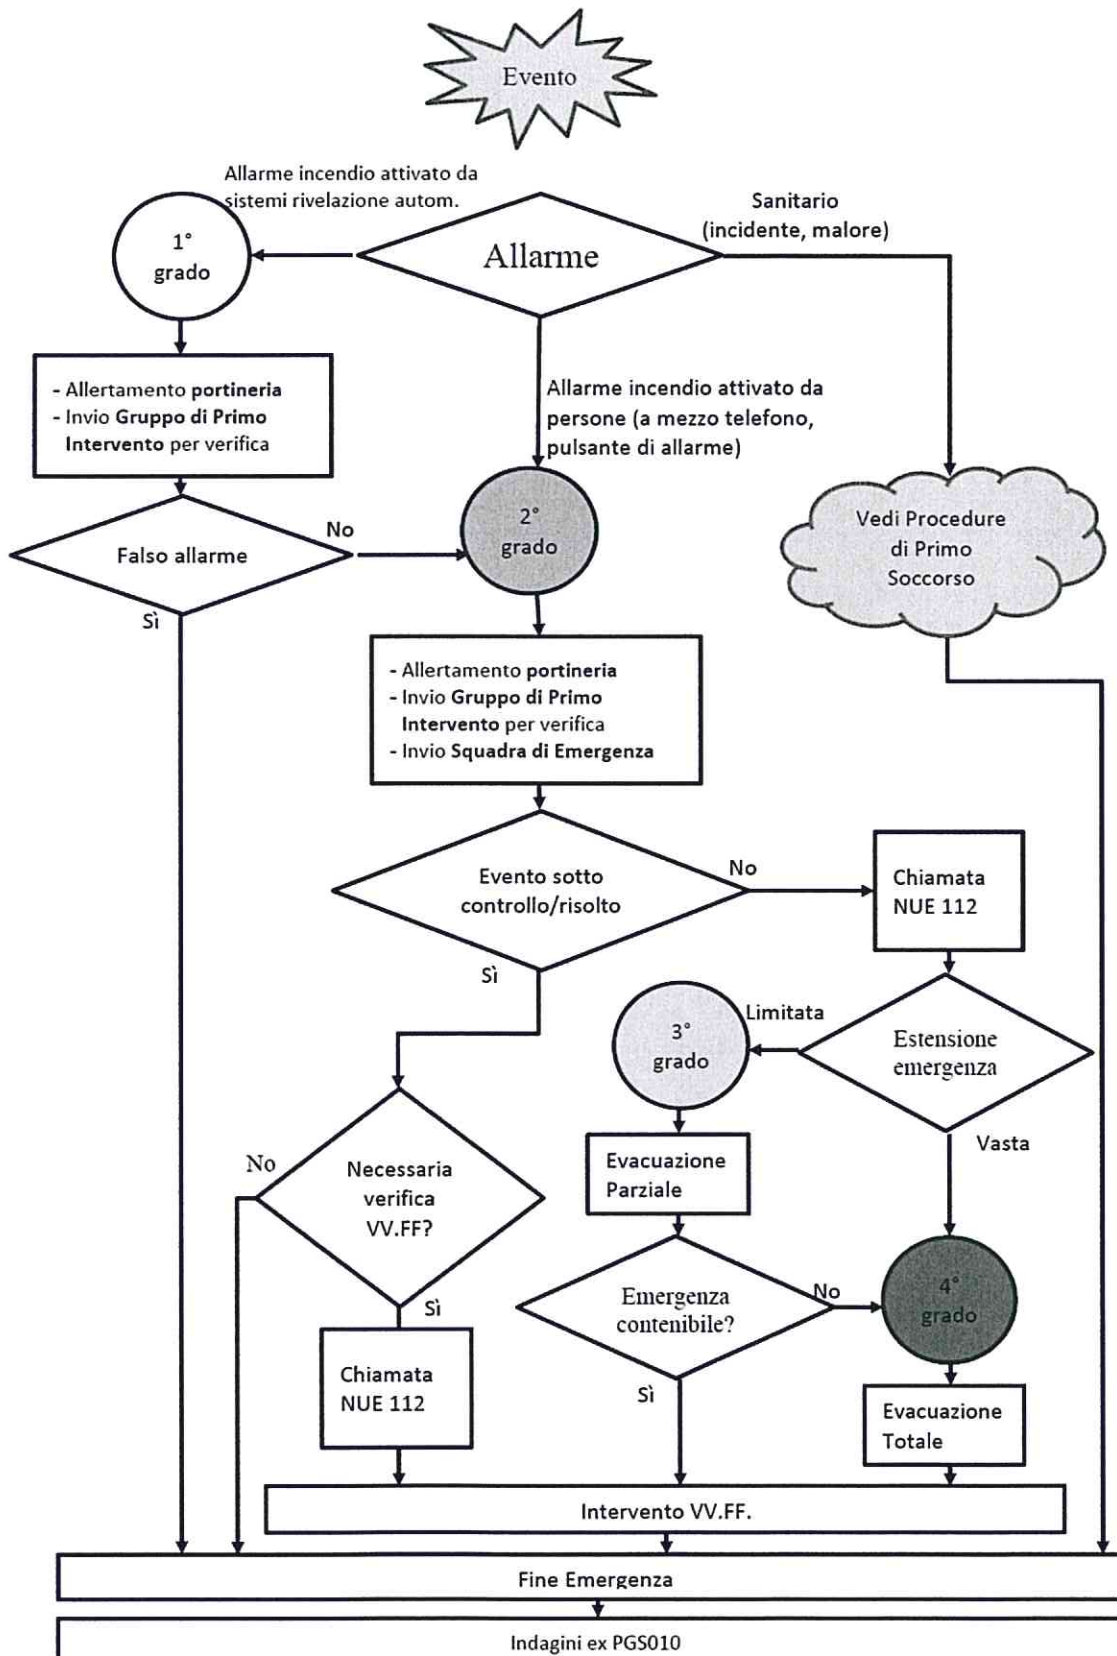 Evento
Allarme incendio attivato da
sistemi rivelazione autom.
Sanitario
(incidente, malore)
1°
grado
Allarme
- Allertamento portineria
- Invio Gruppo di Primo
Intervento per verifica
Allarme incendio attivato da
persone (a mezzo telefono,
pulsante di allarme)
Falso allarme
No
2°
grado
Vedi Procedure
di Primo
Soccorso
Sì
- Allertamento portineria
- Invio Gruppo di Primo
Intervento per verifica
- Invio Squadra di Emergenza
Evento sotto
controllo/risolto
No
Chiamata
NUE 112
Sì
3°
grado
Limitata
Estensione
emergenza
Vasta
No
Necessaria
verifica
VV.FF?
Evacuazione
Parziale
Sì
Emergenza
contenibile?
No
4°
grado
Chiamata
NUE 112
Sì
Evacuazione
Totale
Intervento VV.FF.
Fine Emergenza
Indagini ex PGS010